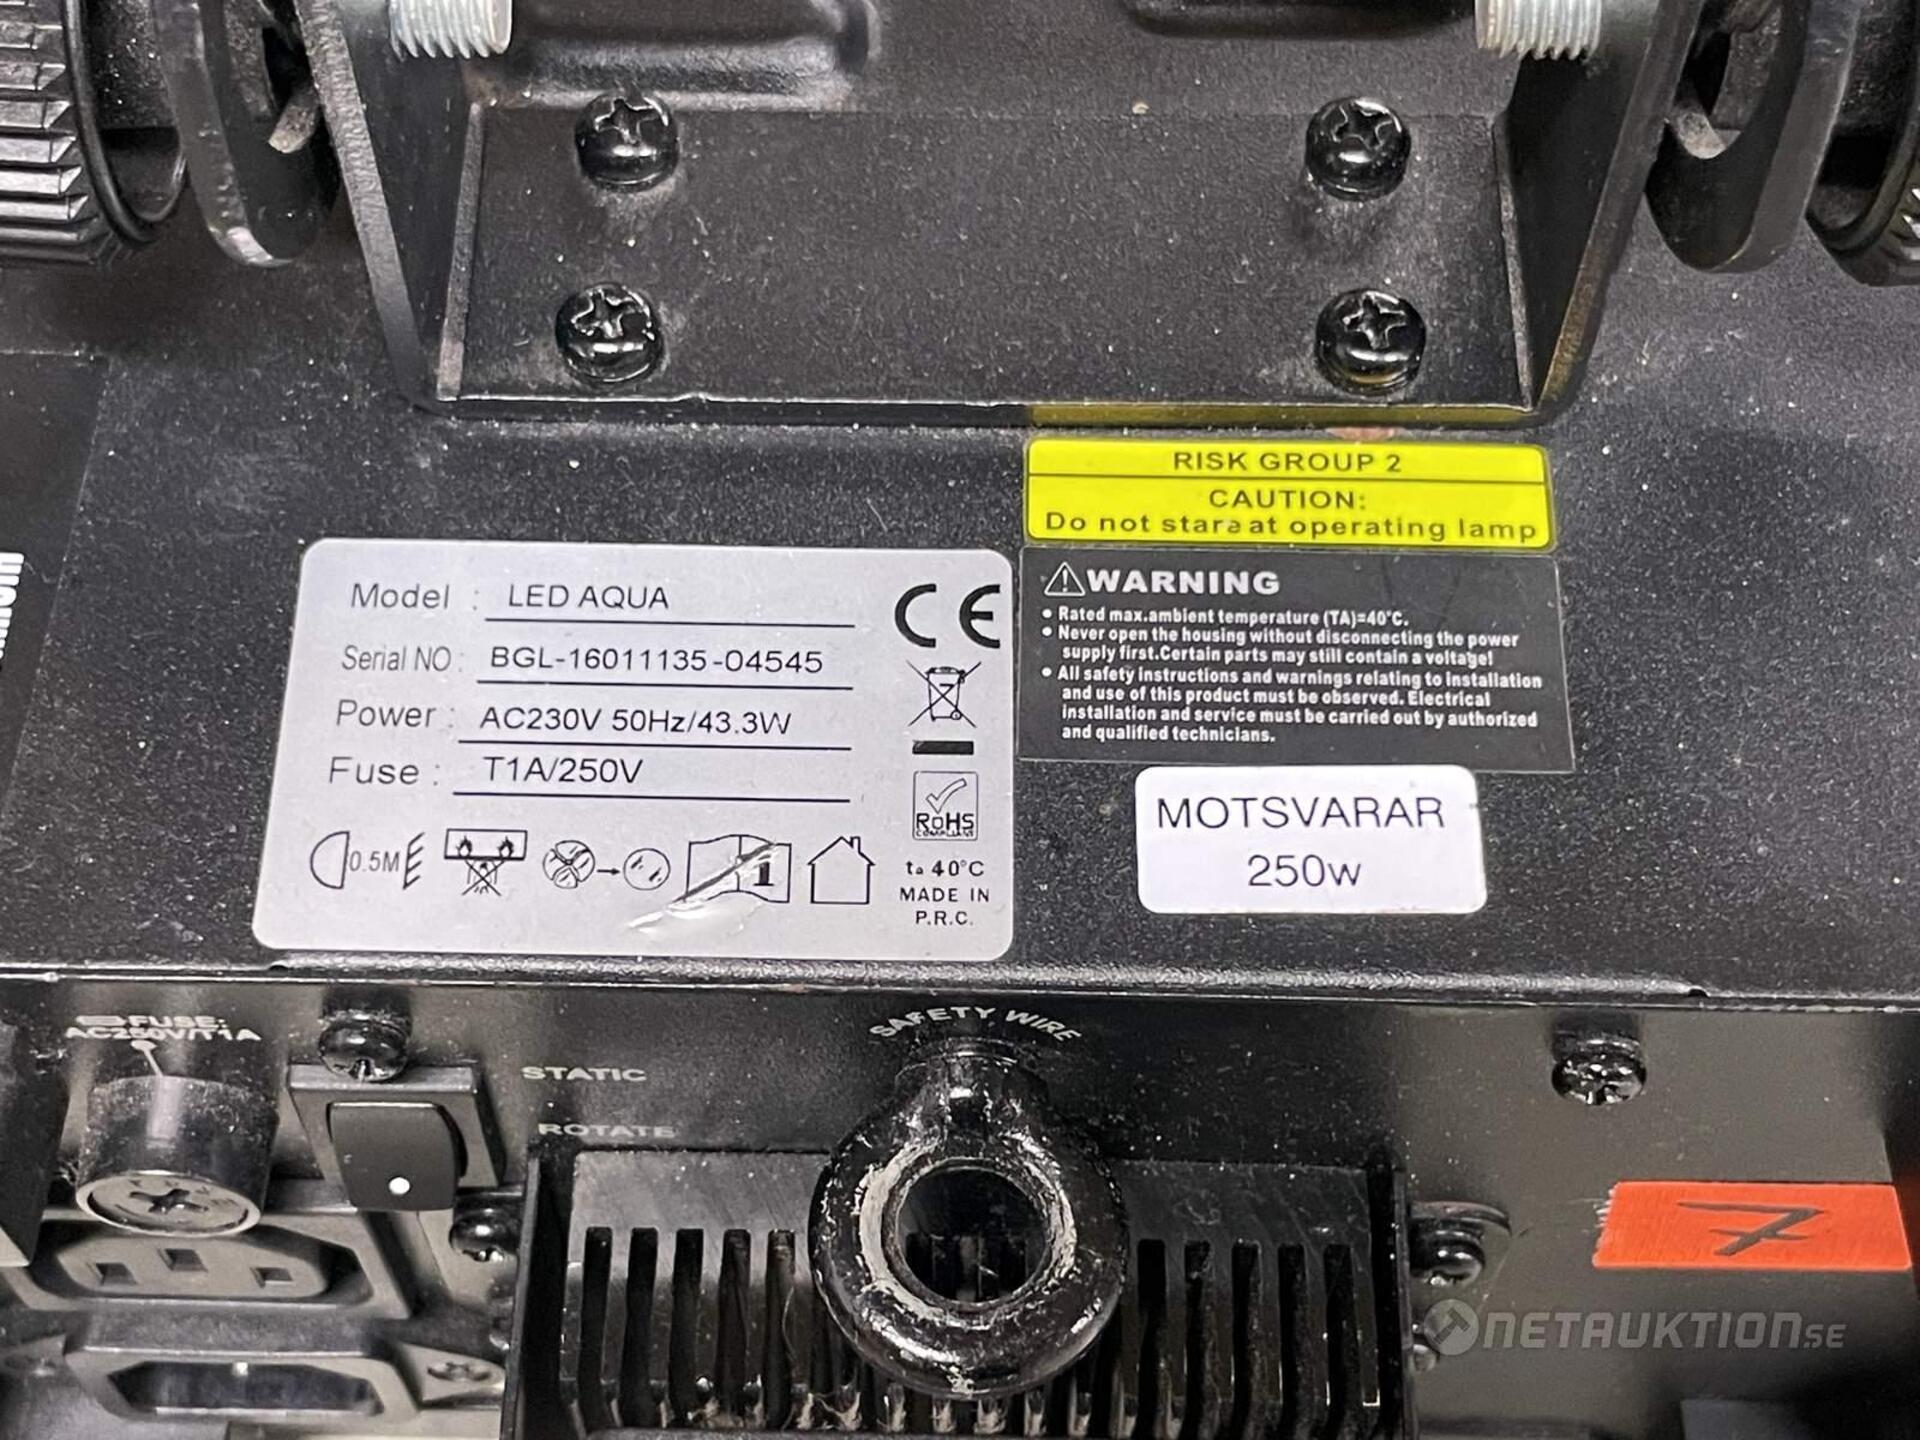 RISK GROUP 2
CAUTION:
Do not stare at operating lamp
WARNING
• Rated max.ambient temperature (TA)=40°C.
• Never open the housing without disconnecting the power
supply first.Certain parts may still contain a voltage!
• All safety instructions and warnings relating to installation
and use of this product must be observed. Electrical
installation and service must be carried out by authorized
and qualified technicians.
Model : LED AQUA
Serial NO : BGL-16011135-04545
Power : AC230V 50Hz/43.3W
Fuse : T1A/250V
CE
RoHS
COMPLIANT
0.5M
i
ta 40°C
MADE IN
P.R.C.
MOTSVARAR
250W
FUSE:
AC250V/T1A
STATIC
ROTATE
SAFETY WIRE
7
NETAUKTION.SE